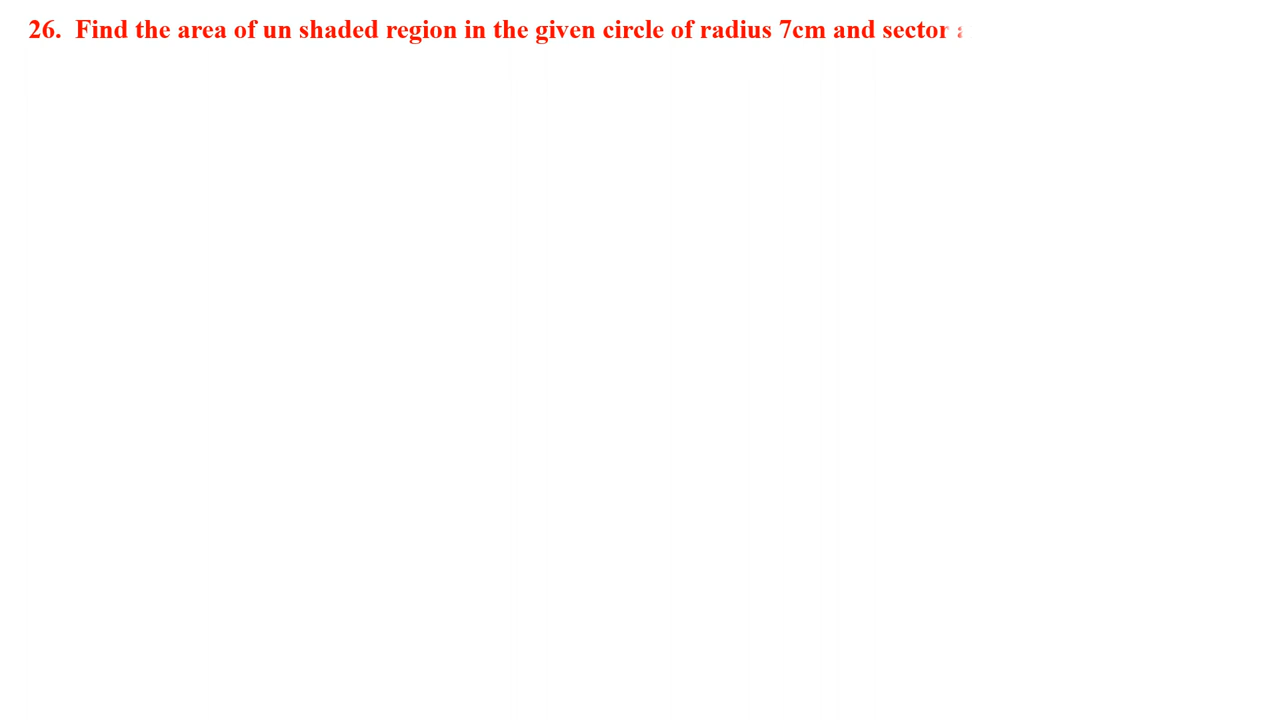 26. Find the area of un shaded region in the given circle of radius 7cm and sector